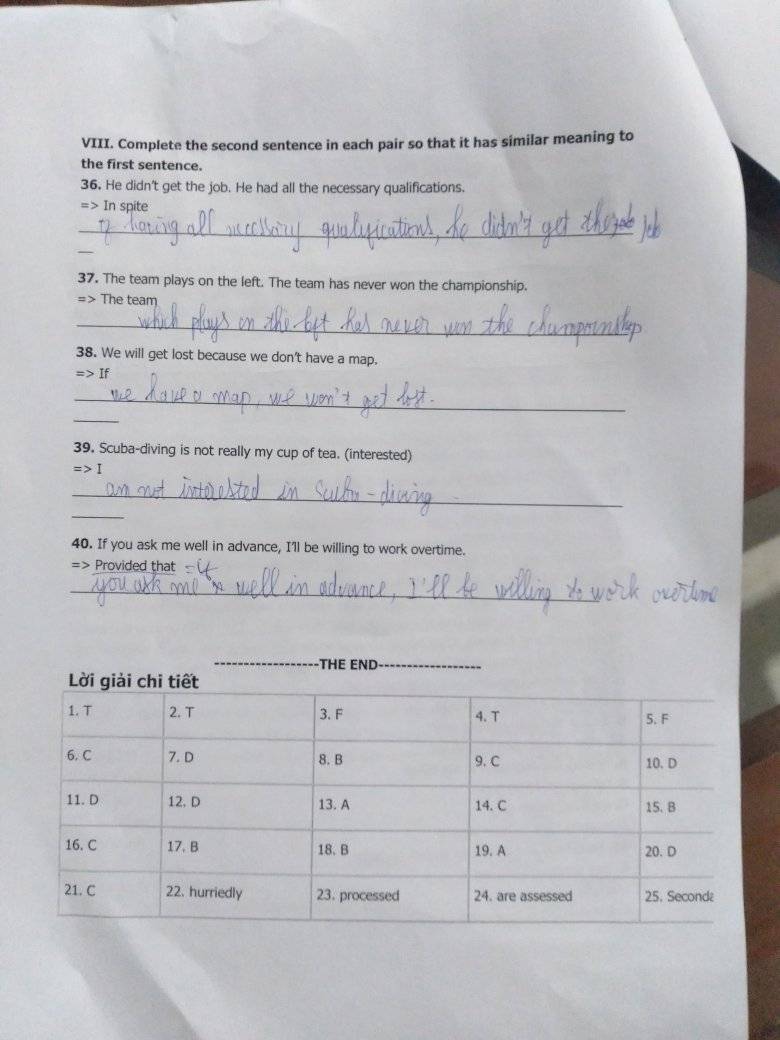 VIII. Complete the second sentence in each pair so that it has similar meaning to
the first sentence.
36. He didn't get the job. He had all the necessary qualifications.
=> In spite
of having all necessary qualifications, he didn't get the job
37. The team plays on the left. The team has never won the championship.
=> The team
which plays on the left has never won the championship
38. We will get lost because we don't have a map.
=> If
we have a map, we won't get lost.
39. Scuba-diving is not really my cup of tea. (interested)
=> I
am not interested in Scuba-diving
40. If you ask me well in advance, I'll be willing to work overtime.
=> Provided that = if
you ask me well in advance, I'll be willing to work overtime
-------------------THE END-------------------
Lời giải chi tiết
1. T 2. T 3. F 4. T 5. F
6. C 7. D 8. B 9. C 10. D
11. D 12. D 13. A 14. C 15. B
16. C 17. B 18. B 19. A 20. D
21. C 22. hurriedly 23. processed 24. are assessed 25. Seconda